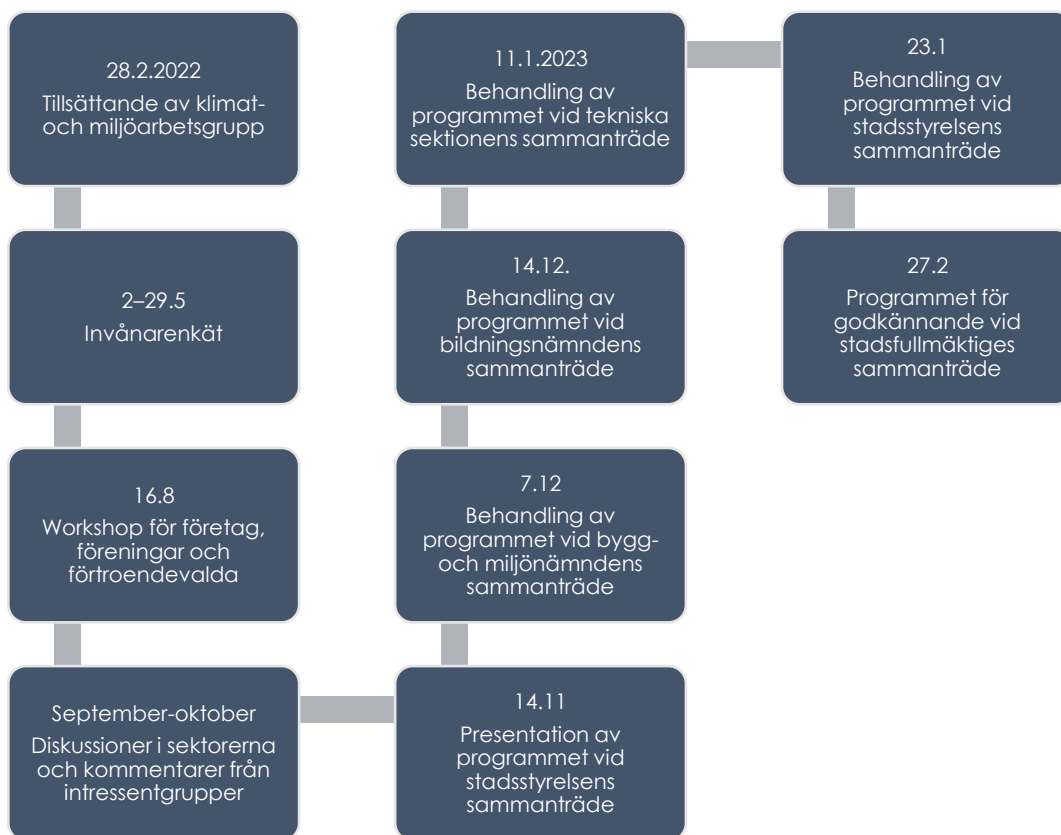 28.2.2022
Tillsättande av klimat-
och miljöarbetsgrupp
2–29.5
Invånarenkät
16.8
Workshop för företag,
föreningar och
förtroendevalda
September-oktober
Diskussioner i sektorerna
och kommentarer från
intressentgrupper
14.11
Presentation av
programmet vid
stadsstyrelsens
sammanträde
7.12
Behandling av
programmet vid bygg-
och miljönämndens
sammanträde
14.12.
Behandling av
programmet vid
bildningsnämndens
sammanträde
11.1.2023
Behandling av
programmet vid tekniska
sektionens sammanträde
23.1
Behandling av
programmet vid
stadsstyrelsens
sammanträde
27.2
Programmet för
godkännande vid
stadsfullmäktiges
sammanträde